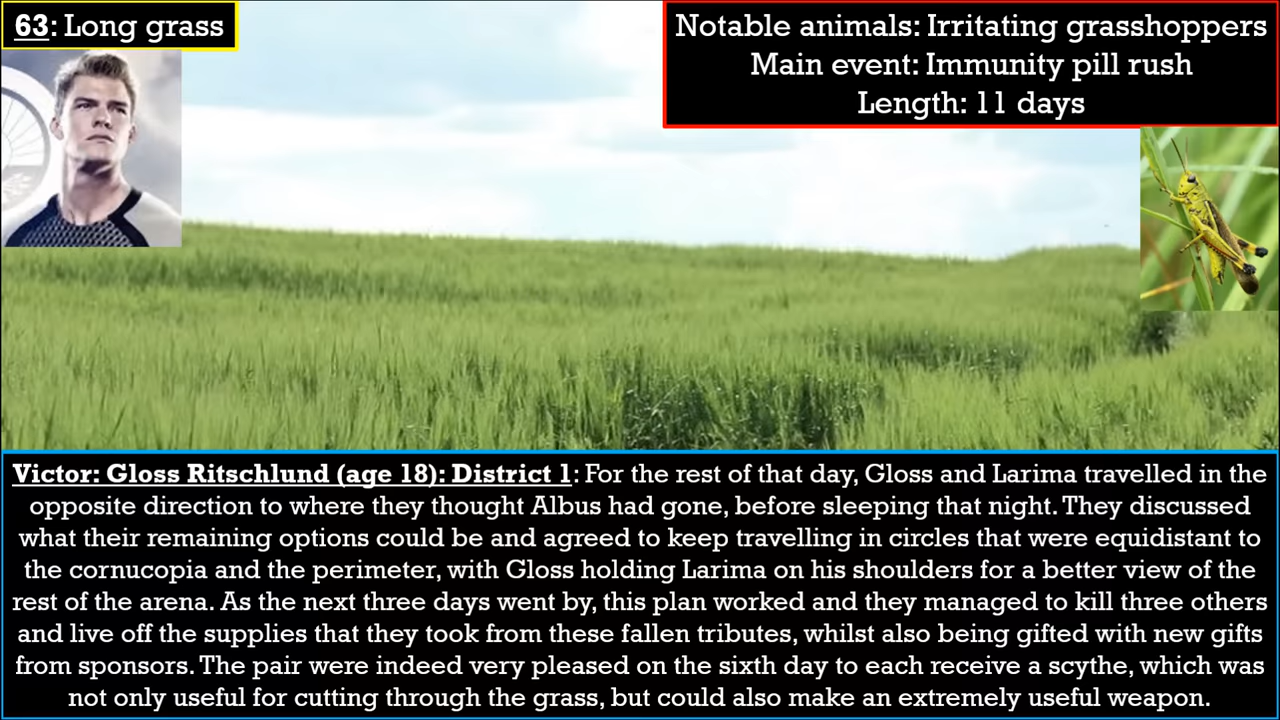 63: Long grass
Notable animals: Irritating grasshoppers
Main event: Immunity pill rush
Length: 11 days
Victor: Gloss Ritschlund (age 18): District 1: For the rest of that day, Gloss and Larima travelled in the
opposite direction to where they thought Albus had gone, before sleeping that night. They discussed
what their remaining options could be and agreed to keep travelling in circles that were equidistant to
the cornucopia and the perimeter, with Gloss holding Larima on his shoulders for a better view of the
rest of the arena. As the next three days went by, this plan worked and they managed to kill three others
and live off the supplies that they took from these fallen tributes, whilst also being gifted with new gifts
from sponsors. The pair were indeed very pleased on the sixth day to each receive a scythe, which was
not only useful for cutting through the grass, but could also make an extremely useful weapon.